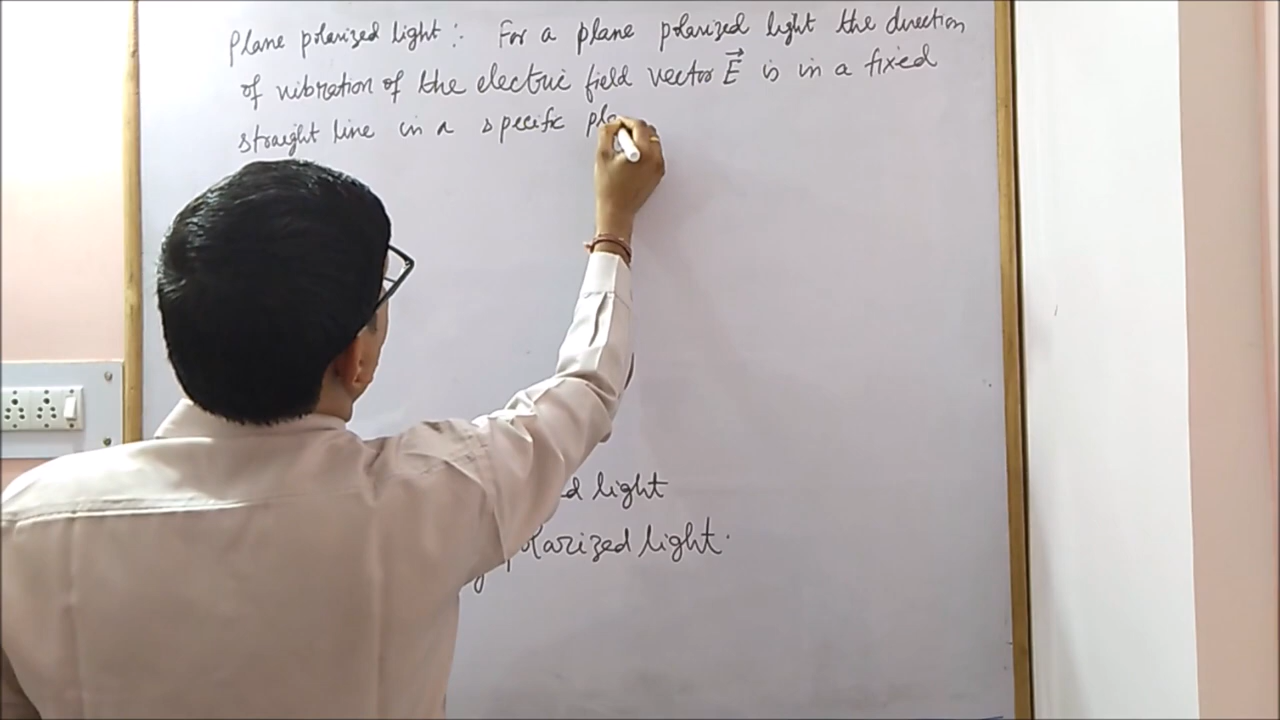 Plane polarized light :- For a plane polarized light the direction
of vibration of the electric field vector E⃗ is in a fixed
straight line in a specific
light
polarized light.